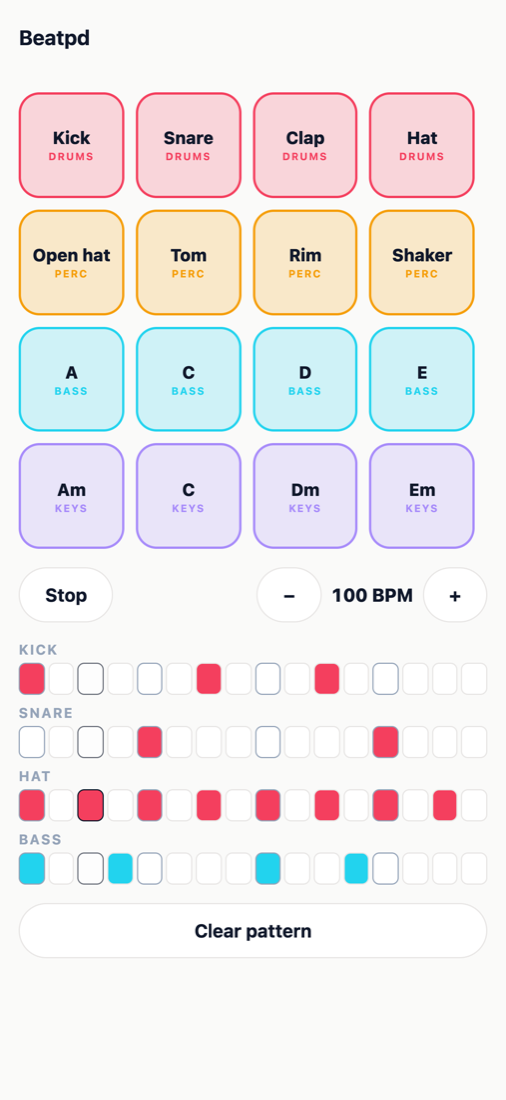 Beatpd
Kick Snare Clap Hat
DRUMS DRUMS DRUMS DRUMS
Open hat Tom Rim Shaker
PERC PERC PERC PERC
A C D E
BASS BASS BASS BASS
Am C Dm Em
KEYS KEYS KEYS KEYS
Stop − 100 BPM +
KICK
SNARE
HAT
BASS
Clear pattern